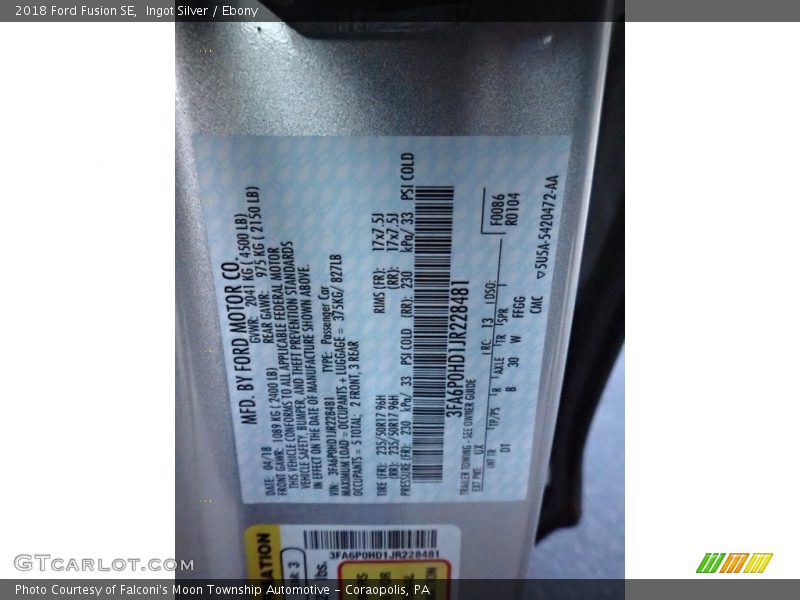 2018 Ford Fusion SE,  Ingot Silver / Ebony
MFD. BY FORD MOTOR CO.
DATE: 04/18 GVWR: 2041 KG ( 4500 LB)
FRONT GAWR: 1089 KG ( 2400 LB) REAR GAWR: 975 KG ( 2150 LB)
THIS VEHICLE CONFORMS TO ALL APPLICABLE FEDERAL MOTOR
VEHICLE SAFETY, BUMPER, AND THEFT PREVENTION STANDARDS
IN EFFECT ON THE DATE OF MANUFACTURE SHOWN ABOVE.
VIN: 3FA6P0HD1JR228481 TYPE: Passenger Car
MAXIMUM LOAD = OCCUPANTS + LUGGAGE = 375KG/ 827LB
OCCUPANTS = 5 TOTAL; 2 FRONT, 3 REAR
TIRE (FR): 235/50R17 96H RIMS (FR): 17x7.5J
(RR): 235/50R17 96H (RR): 17x7.5J
PRESSURE (FR): 230 kPa/ 33 PSI COLD (RR): 230 kPa/ 33 PSI COLD
3FA6P0HD1JR228481
TRAILER TOWING - SEE OWNER GUIDE
EXT PNT: UX RC: 13 DSO: F0086
R0104
INT TR TP/PS R AXLE TR SPR
DT B 30 W FFGG
CMC ▽5U5A-5420472-AA
3FA6P0HD1JR228481
GTCarlot.com
Photo Courtesy of Falconi's Moon Township Automotive – Coraopolis, PA